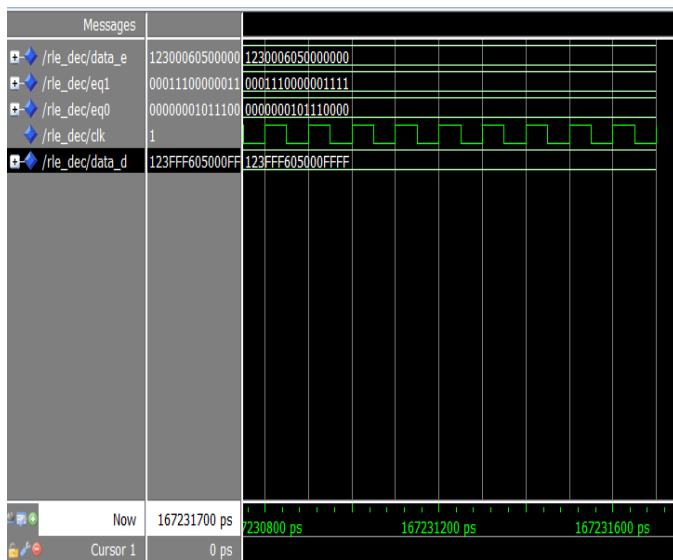 Messages
/rle_dec/data_e 12300060500000 1230006050000000
/rle_dec/eq1 00011100000011 0001110000001111
/rle_dec/eq0 00000001011100 0000000101110000
/rle_dec/clk 1
/rle_dec/data_d 123FFF605000FF 123FFF605000FFFF
Now 167231700 ps 7230800 ps 167231200 ps 167231600 ps
Cursor 1 0 ps